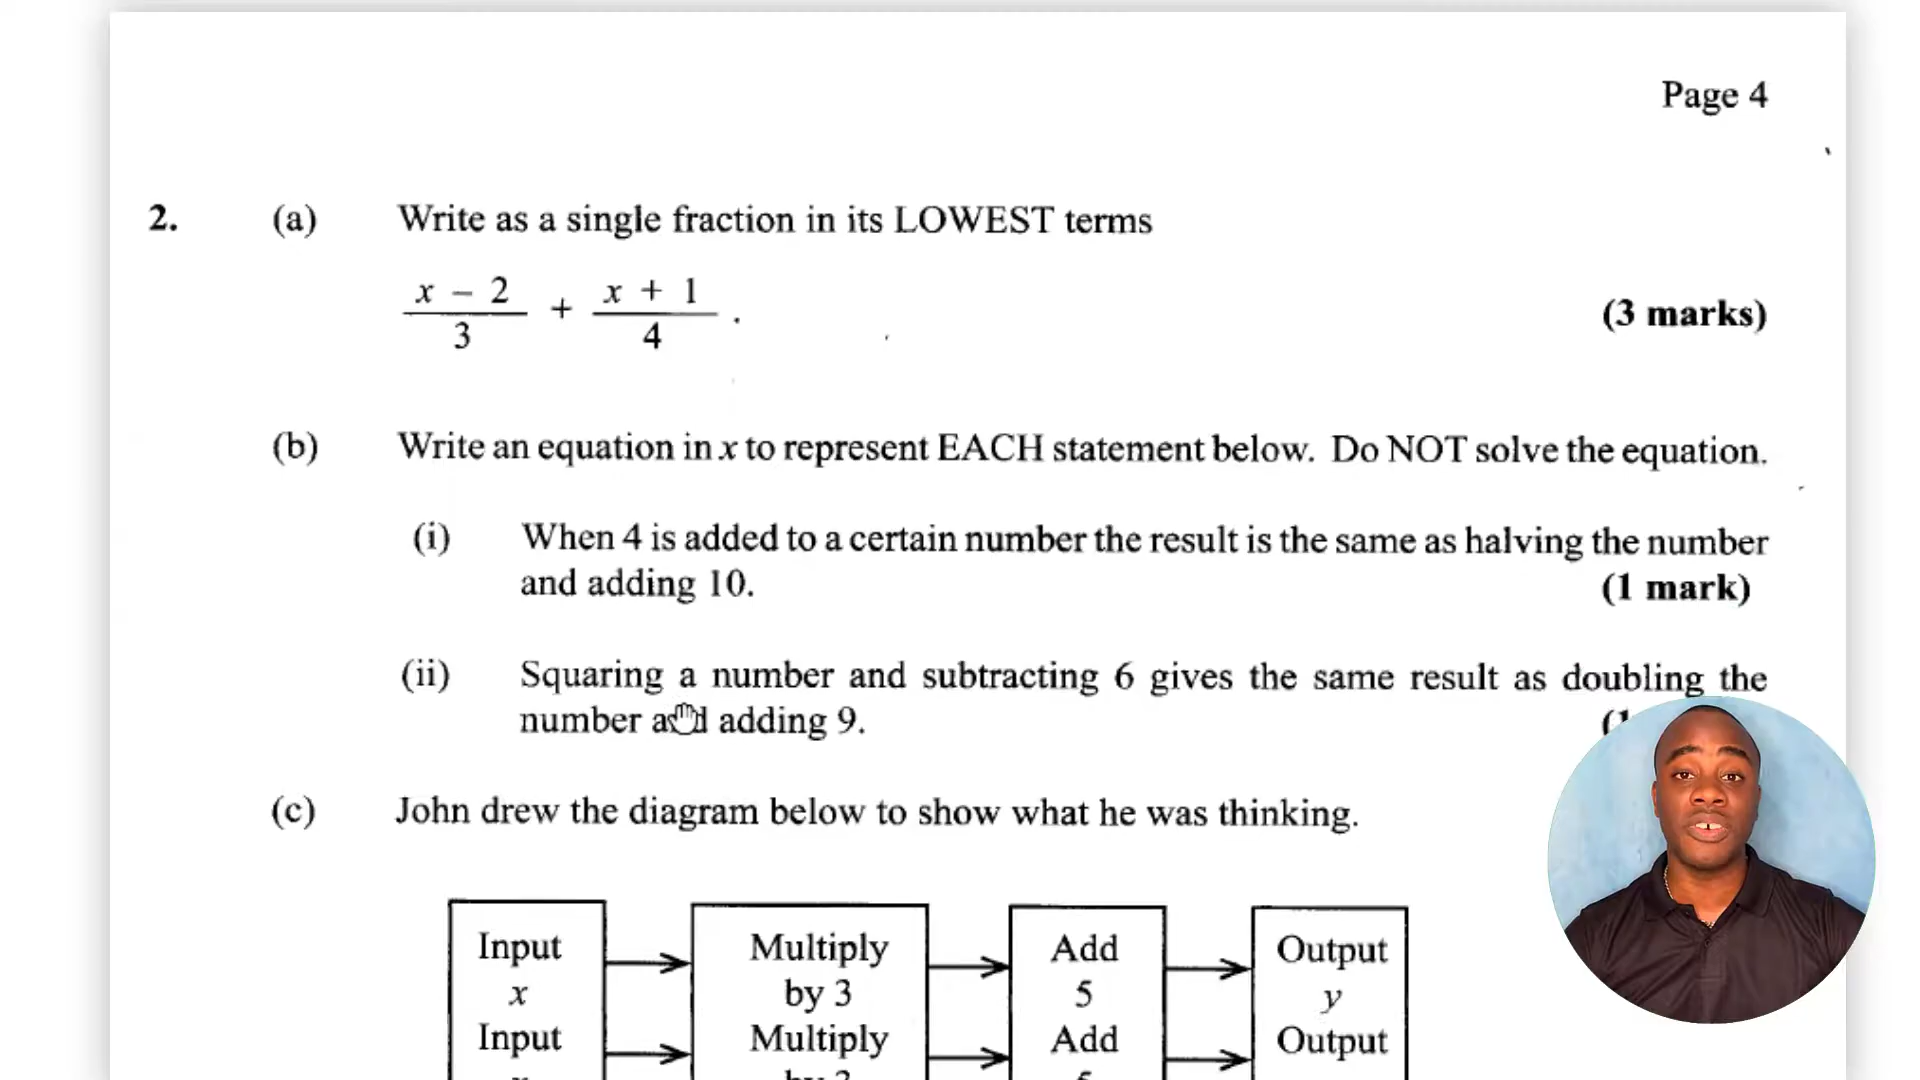 Page 4
2. (a) Write as a single fraction in its LOWEST terms
x − 2 x + 1
+ .
3 4
(3 marks)
(b) Write an equation in x to represent EACH statement below. Do NOT solve the equation.
(i) When 4 is added to a certain number the result is the same as halving the number
and adding 10. (1 mark)
(ii) Squaring a number and subtracting 6 gives the same result as doubling the
number adding 9.
(c) John drew the diagram below to show what he was thinking.
Input Multiply Add Output
x by 3 5 y
Input Multiply Add Output